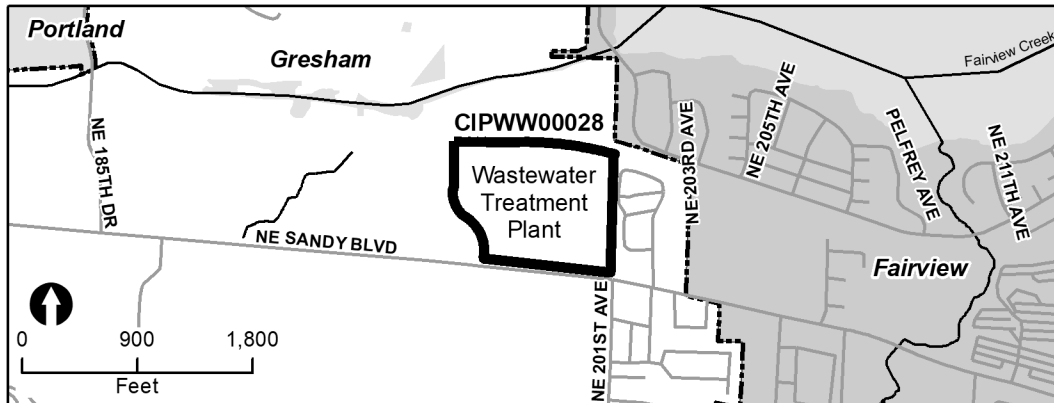 Portland
Gresham
Fairview Creek
CIPWW00028
NE 185TH DR
Wastewater
Treatment
Plant
NE 203RD AVE
NE 205TH AVE
PELFREY AVE
NE 211TH AVE
NE SANDY BLVD
Fairview
NE 201ST AVE
0 900 1,800
Feet